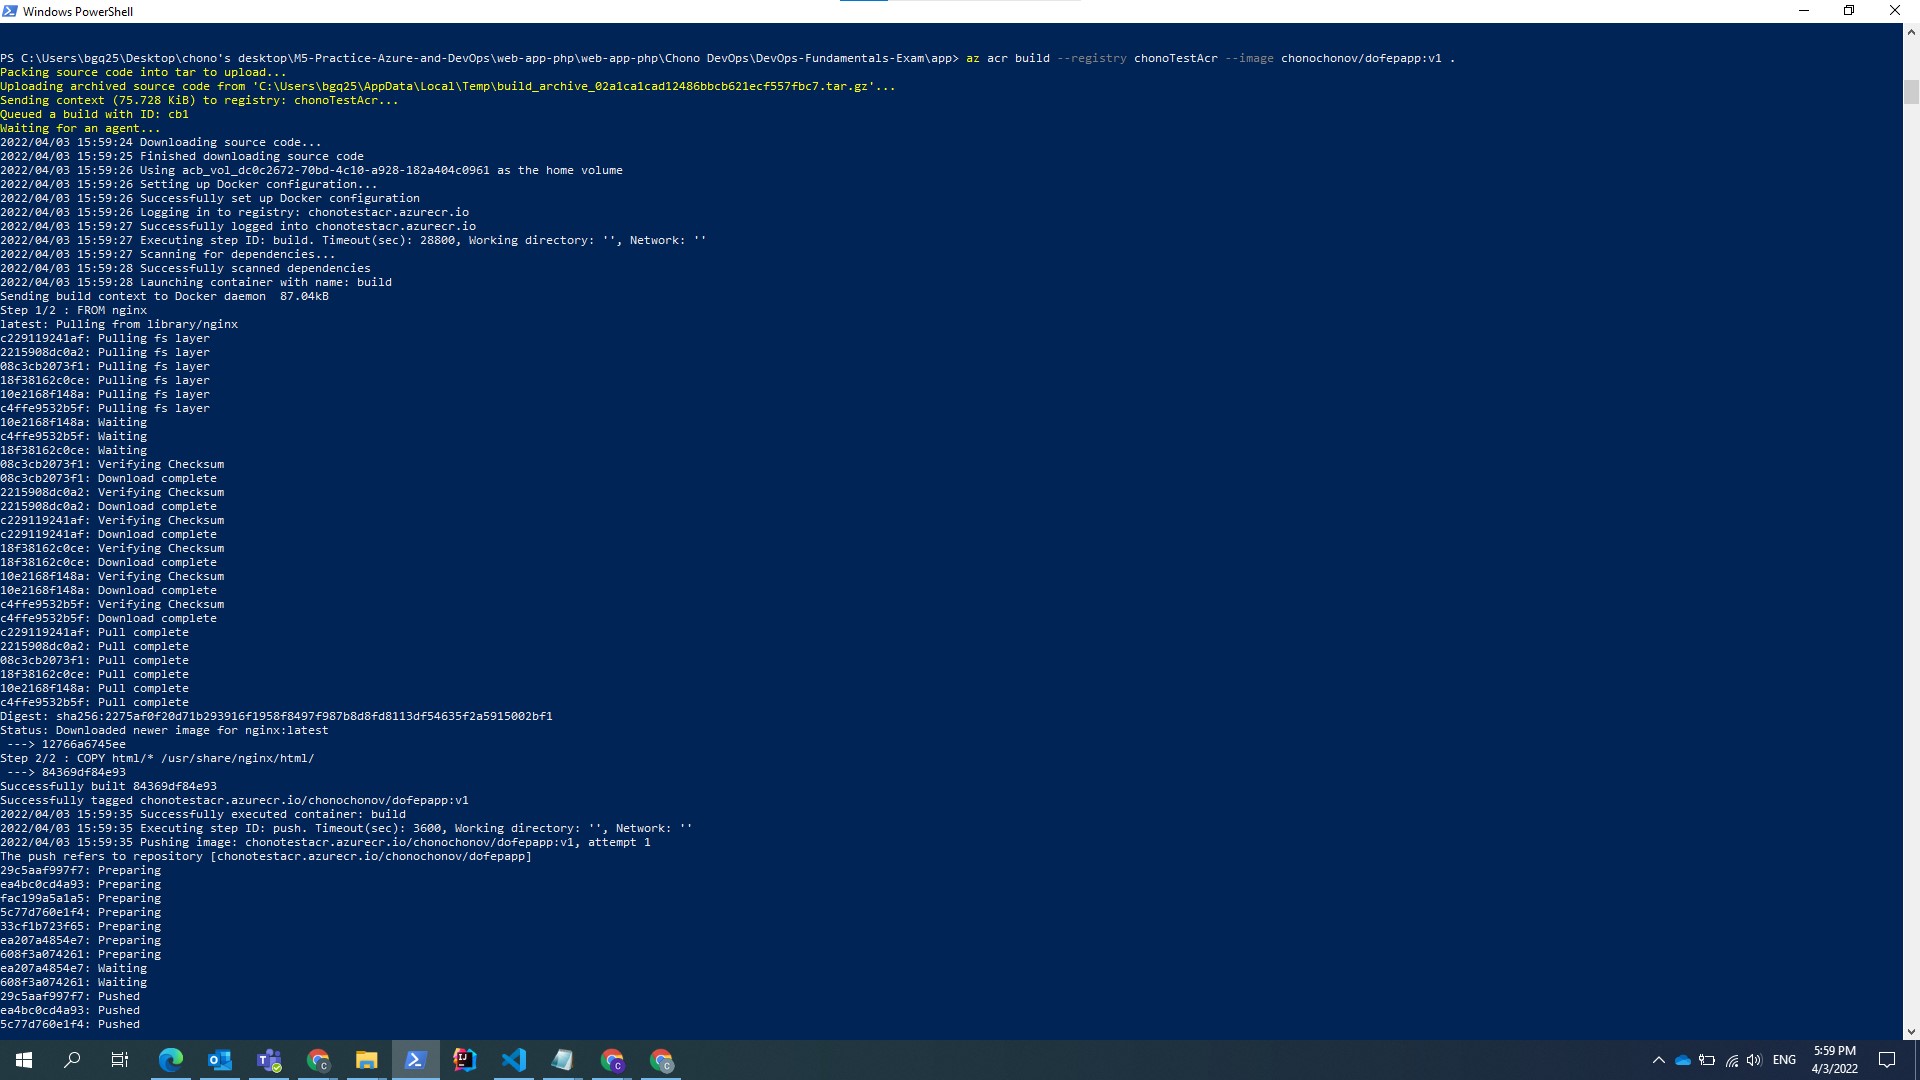 Windows PowerShell
PS C:\Users\bgq25\Desktop\chono's desktop\M5-Practice-Azure-and-DevOps\web-app-php\web-app-php\Chono DevOps\DevOps-Fundamentals-Exam\app> az acr build --registry chonoTestAcr --image chonochonov/dofepapp:v1 .
Packing source code into tar to upload...
Uploading archived source code from 'C:\Users\bgq25\AppData\Local\Temp\build_archive_02a1ca1cad12486bbcb621ecf557fbc7.tar.gz'...
Sending context (75.728 KiB) to registry: chonoTestAcr...
Queued a build with ID: cb1
Waiting for an agent...
2022/04/03 15:59:24 Downloading source code...
2022/04/03 15:59:25 Finished downloading source code
2022/04/03 15:59:26 Using acb_vol_dc0c2672-70bd-4c10-a928-182a404c0961 as the home volume
2022/04/03 15:59:26 Setting up Docker configuration...
2022/04/03 15:59:26 Successfully set up Docker configuration
2022/04/03 15:59:26 Logging in to registry: chonotestacr.azurecr.io
2022/04/03 15:59:27 Successfully logged into chonotestacr.azurecr.io
2022/04/03 15:59:27 Executing step ID: build. Timeout(sec): 28800, Working directory: '', Network: ''
2022/04/03 15:59:27 Scanning for dependencies...
2022/04/03 15:59:28 Successfully scanned dependencies
2022/04/03 15:59:28 Launching container with name: build
Sending build context to Docker daemon  87.04kB
Step 1/2 : FROM nginx
latest: Pulling from library/nginx
c229119241af: Pulling fs layer
2215908dc0a2: Pulling fs layer
08c3cb2073f1: Pulling fs layer
18f38162c0ce: Pulling fs layer
10e2168f148a: Pulling fs layer
c4ffe9532b5f: Pulling fs layer
10e2168f148a: Waiting
c4ffe9532b5f: Waiting
18f38162c0ce: Waiting
08c3cb2073f1: Verifying Checksum
08c3cb2073f1: Download complete
2215908dc0a2: Verifying Checksum
2215908dc0a2: Download complete
c229119241af: Verifying Checksum
c229119241af: Download complete
18f38162c0ce: Verifying Checksum
18f38162c0ce: Download complete
10e2168f148a: Verifying Checksum
10e2168f148a: Download complete
c4ffe9532b5f: Verifying Checksum
c4ffe9532b5f: Download complete
c229119241af: Pull complete
2215908dc0a2: Pull complete
08c3cb2073f1: Pull complete
18f38162c0ce: Pull complete
10e2168f148a: Pull complete
c4ffe9532b5f: Pull complete
Digest: sha256:2275af0f20d71b293916f1958f8497f987b8d8fd8113df54635f2a5915002bf1
Status: Downloaded newer image for nginx:latest
 ---> 12766a6745ee
Step 2/2 : COPY html/* /usr/share/nginx/html/
 ---> 84369df84e93
Successfully built 84369df84e93
Successfully tagged chonotestacr.azurecr.io/chonochonov/dofepapp:v1
2022/04/03 15:59:35 Successfully executed container: build
2022/04/03 15:59:35 Executing step ID: push. Timeout(sec): 3600, Working directory: '', Network: ''
2022/04/03 15:59:35 Pushing image: chonotestacr.azurecr.io/chonochonov/dofepapp:v1, attempt 1
The push refers to repository [chonotestacr.azurecr.io/chonochonov/dofepapp]
29c5aaf997f7: Preparing
ea4bc0cd4a93: Preparing
fac199a5a1a5: Preparing
5c77d760e1f4: Preparing
33cf1b723f65: Preparing
ea207a4854e7: Preparing
608f3a074261: Preparing
ea207a4854e7: Waiting
608f3a074261: Waiting
29c5aaf997f7: Pushed
ea4bc0cd4a93: Pushed
5c77d760e1f4: Pushed
ENG
5:59 PM
4/3/2022